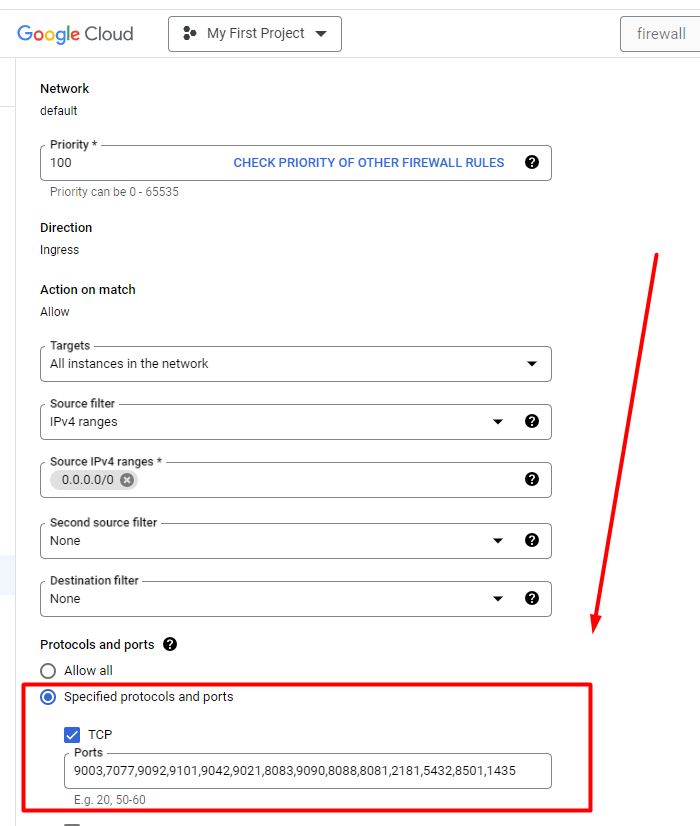 Google Cloud
My First Project
firewall
Network
default
Priority *
100
CHECK PRIORITY OF OTHER FIREWALL RULES
Priority can be 0 - 65535
Direction
Ingress
Action on match
Allow
Targets
All instances in the network
Source filter
IPv4 ranges
Source IPv4 ranges *
0.0.0.0/0
Second source filter
None
Destination filter
None
Protocols and ports
Allow all
Specified protocols and ports
TCP
Ports
9003,7077,9092,9101,9042,9021,8083,9090,8088,8081,2181,5432,8501,1435
E.g. 20, 50-60